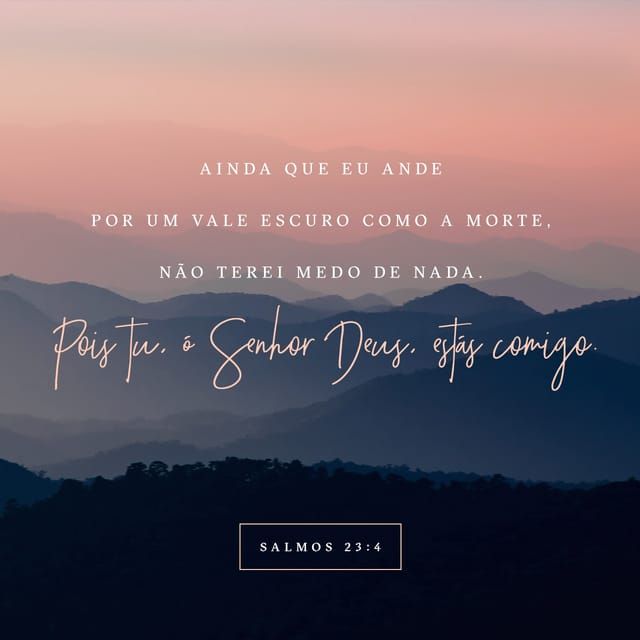 AINDA QUE EU ANDE
POR UM VALE ESCURO COMO A MORTE,
NÃO TEREI MEDO DE NADA.
Pois tu, ó Senhor Deus, estás comigo.
SALMOS 23:4